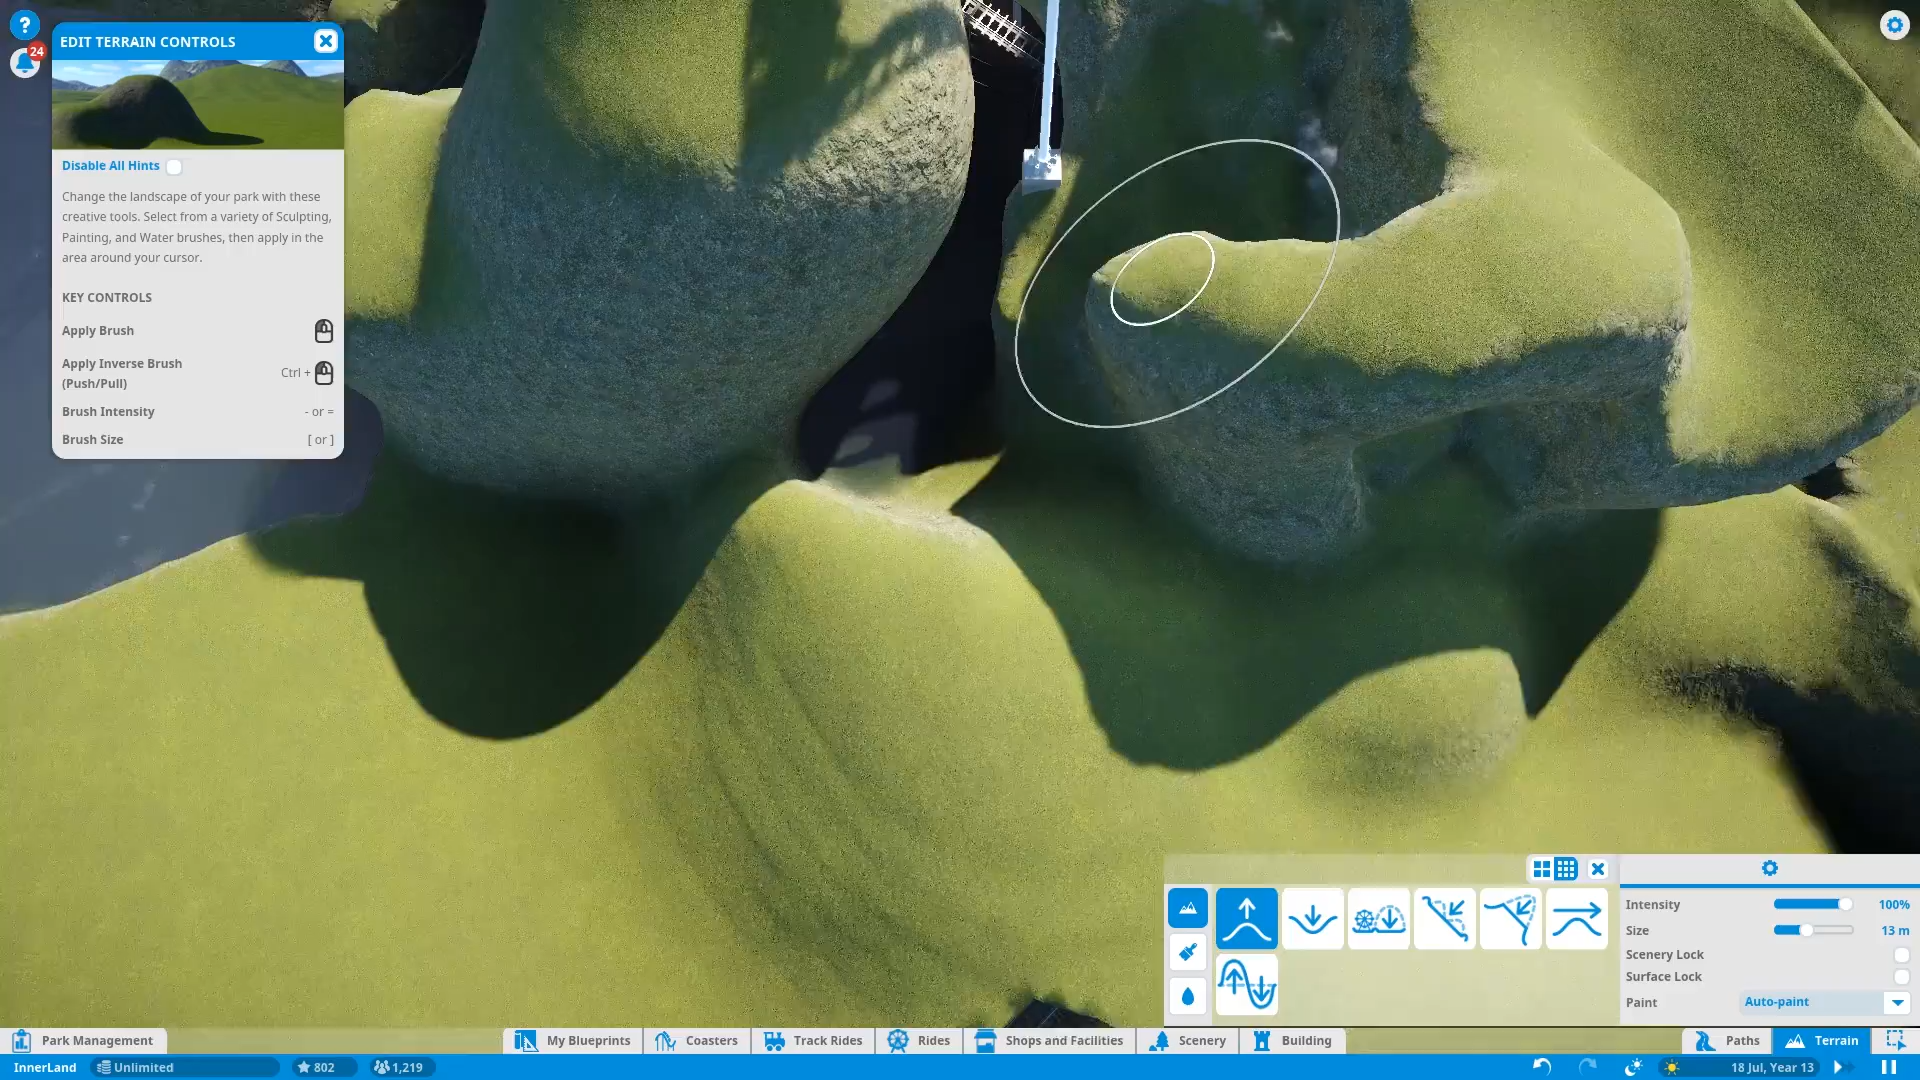 24
EDIT TERRAIN CONTROLS
Disable All Hints
Change the landscape of your park with these
creative tools. Select from a variety of Sculpting,
Painting, and Water brushes, then apply in the
area around your cursor.
KEY CONTROLS
Apply Brush
Apply Inverse Brush
(Push/Pull)
Ctrl +
Brush Intensity
- or =
Brush Size
[ or ]
Intensity
100%
Size
13 m
Scenery Lock
Surface Lock
Paint
Auto-paint
Park Management
My Blueprints
Coasters
Track Rides
Rides
Shops and Facilities
Scenery
Building
Paths
Terrain
InnerLand
Unlimited
802
1,219
18 Jul, Year 13